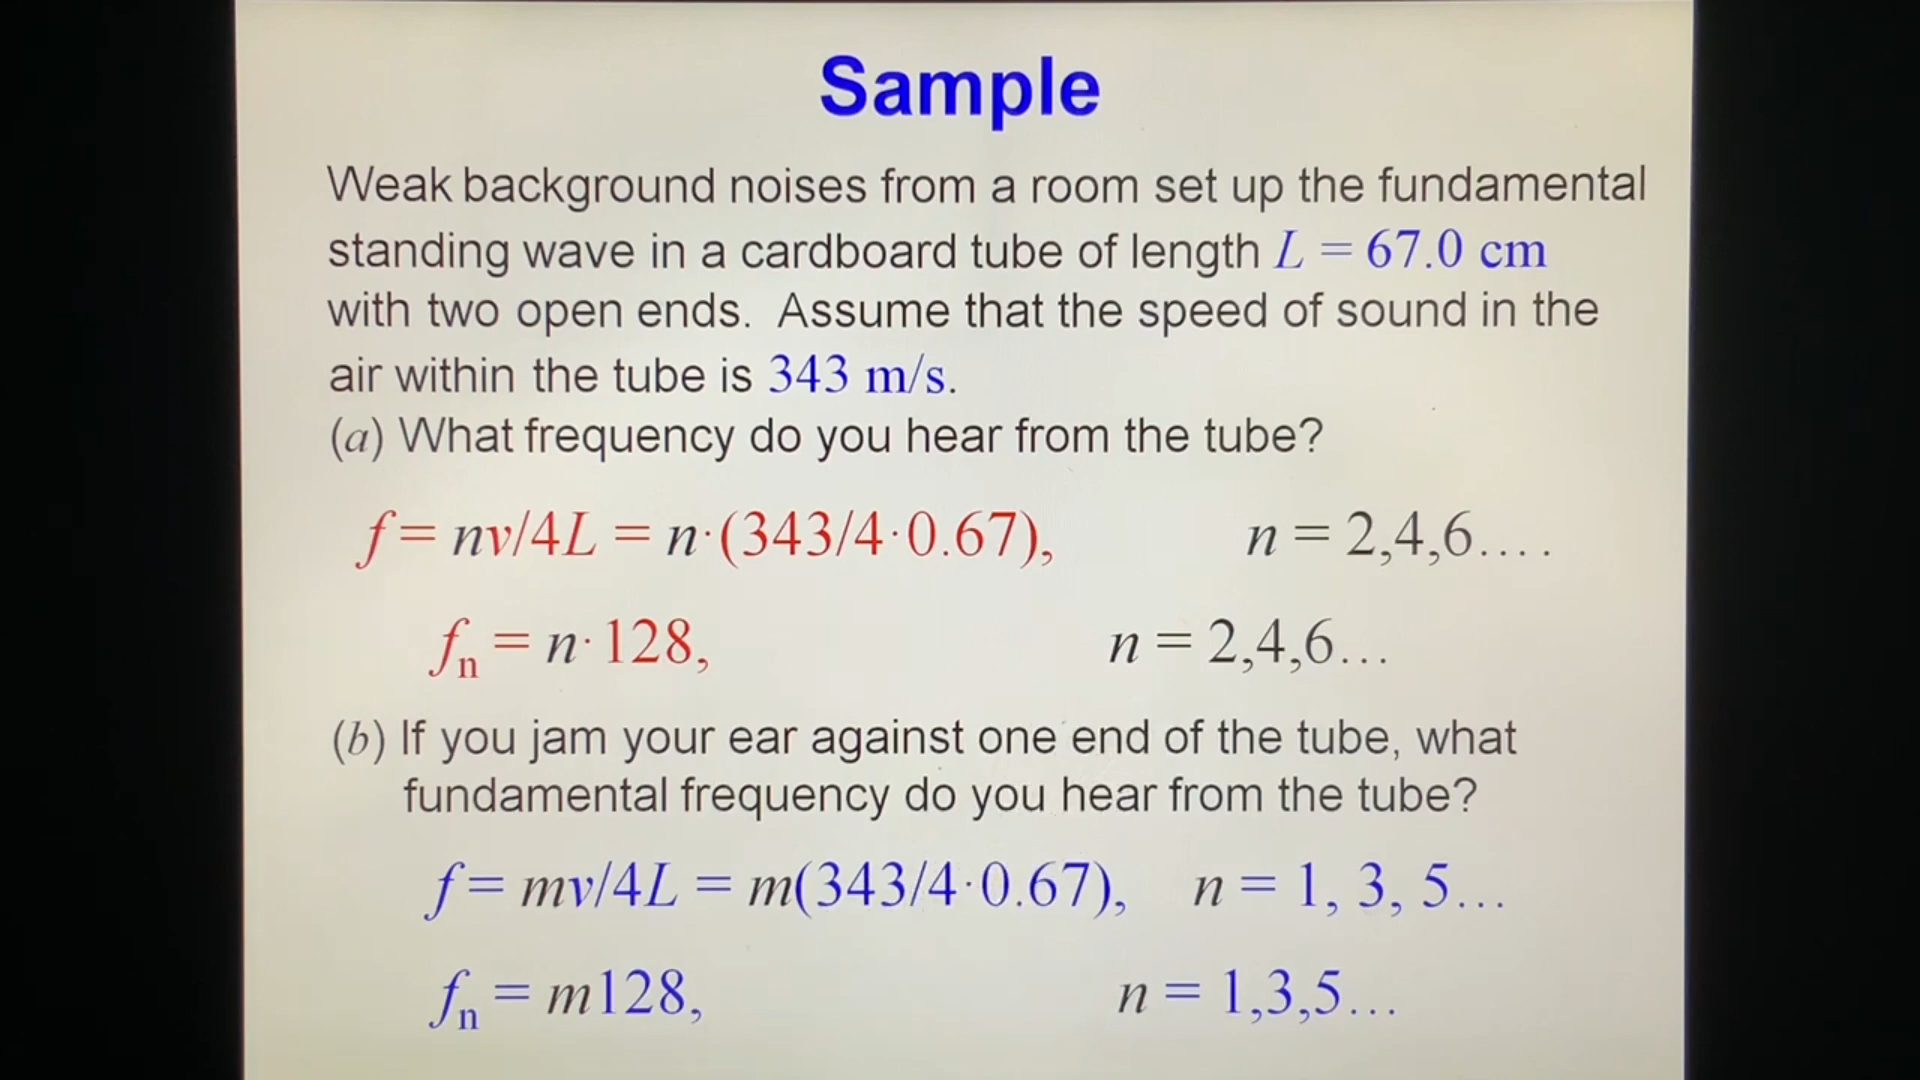 Sample
Weak background noises from a room set up the fundamental
standing wave in a cardboard tube of length L = 67.0 cm
with two open ends. Assume that the speed of sound in the
air within the tube is 343 m/s.
(a) What frequency do you hear from the tube?
f = nv/4L = n·(343/4·0.67), n = 2,4,6....
fn = n·128, n = 2,4,6...
(b) If you jam your ear against one end of the tube, what
fundamental frequency do you hear from the tube?
f = mv/4L = m(343/4·0.67), n = 1, 3, 5...
fn = m128, n = 1,3,5...